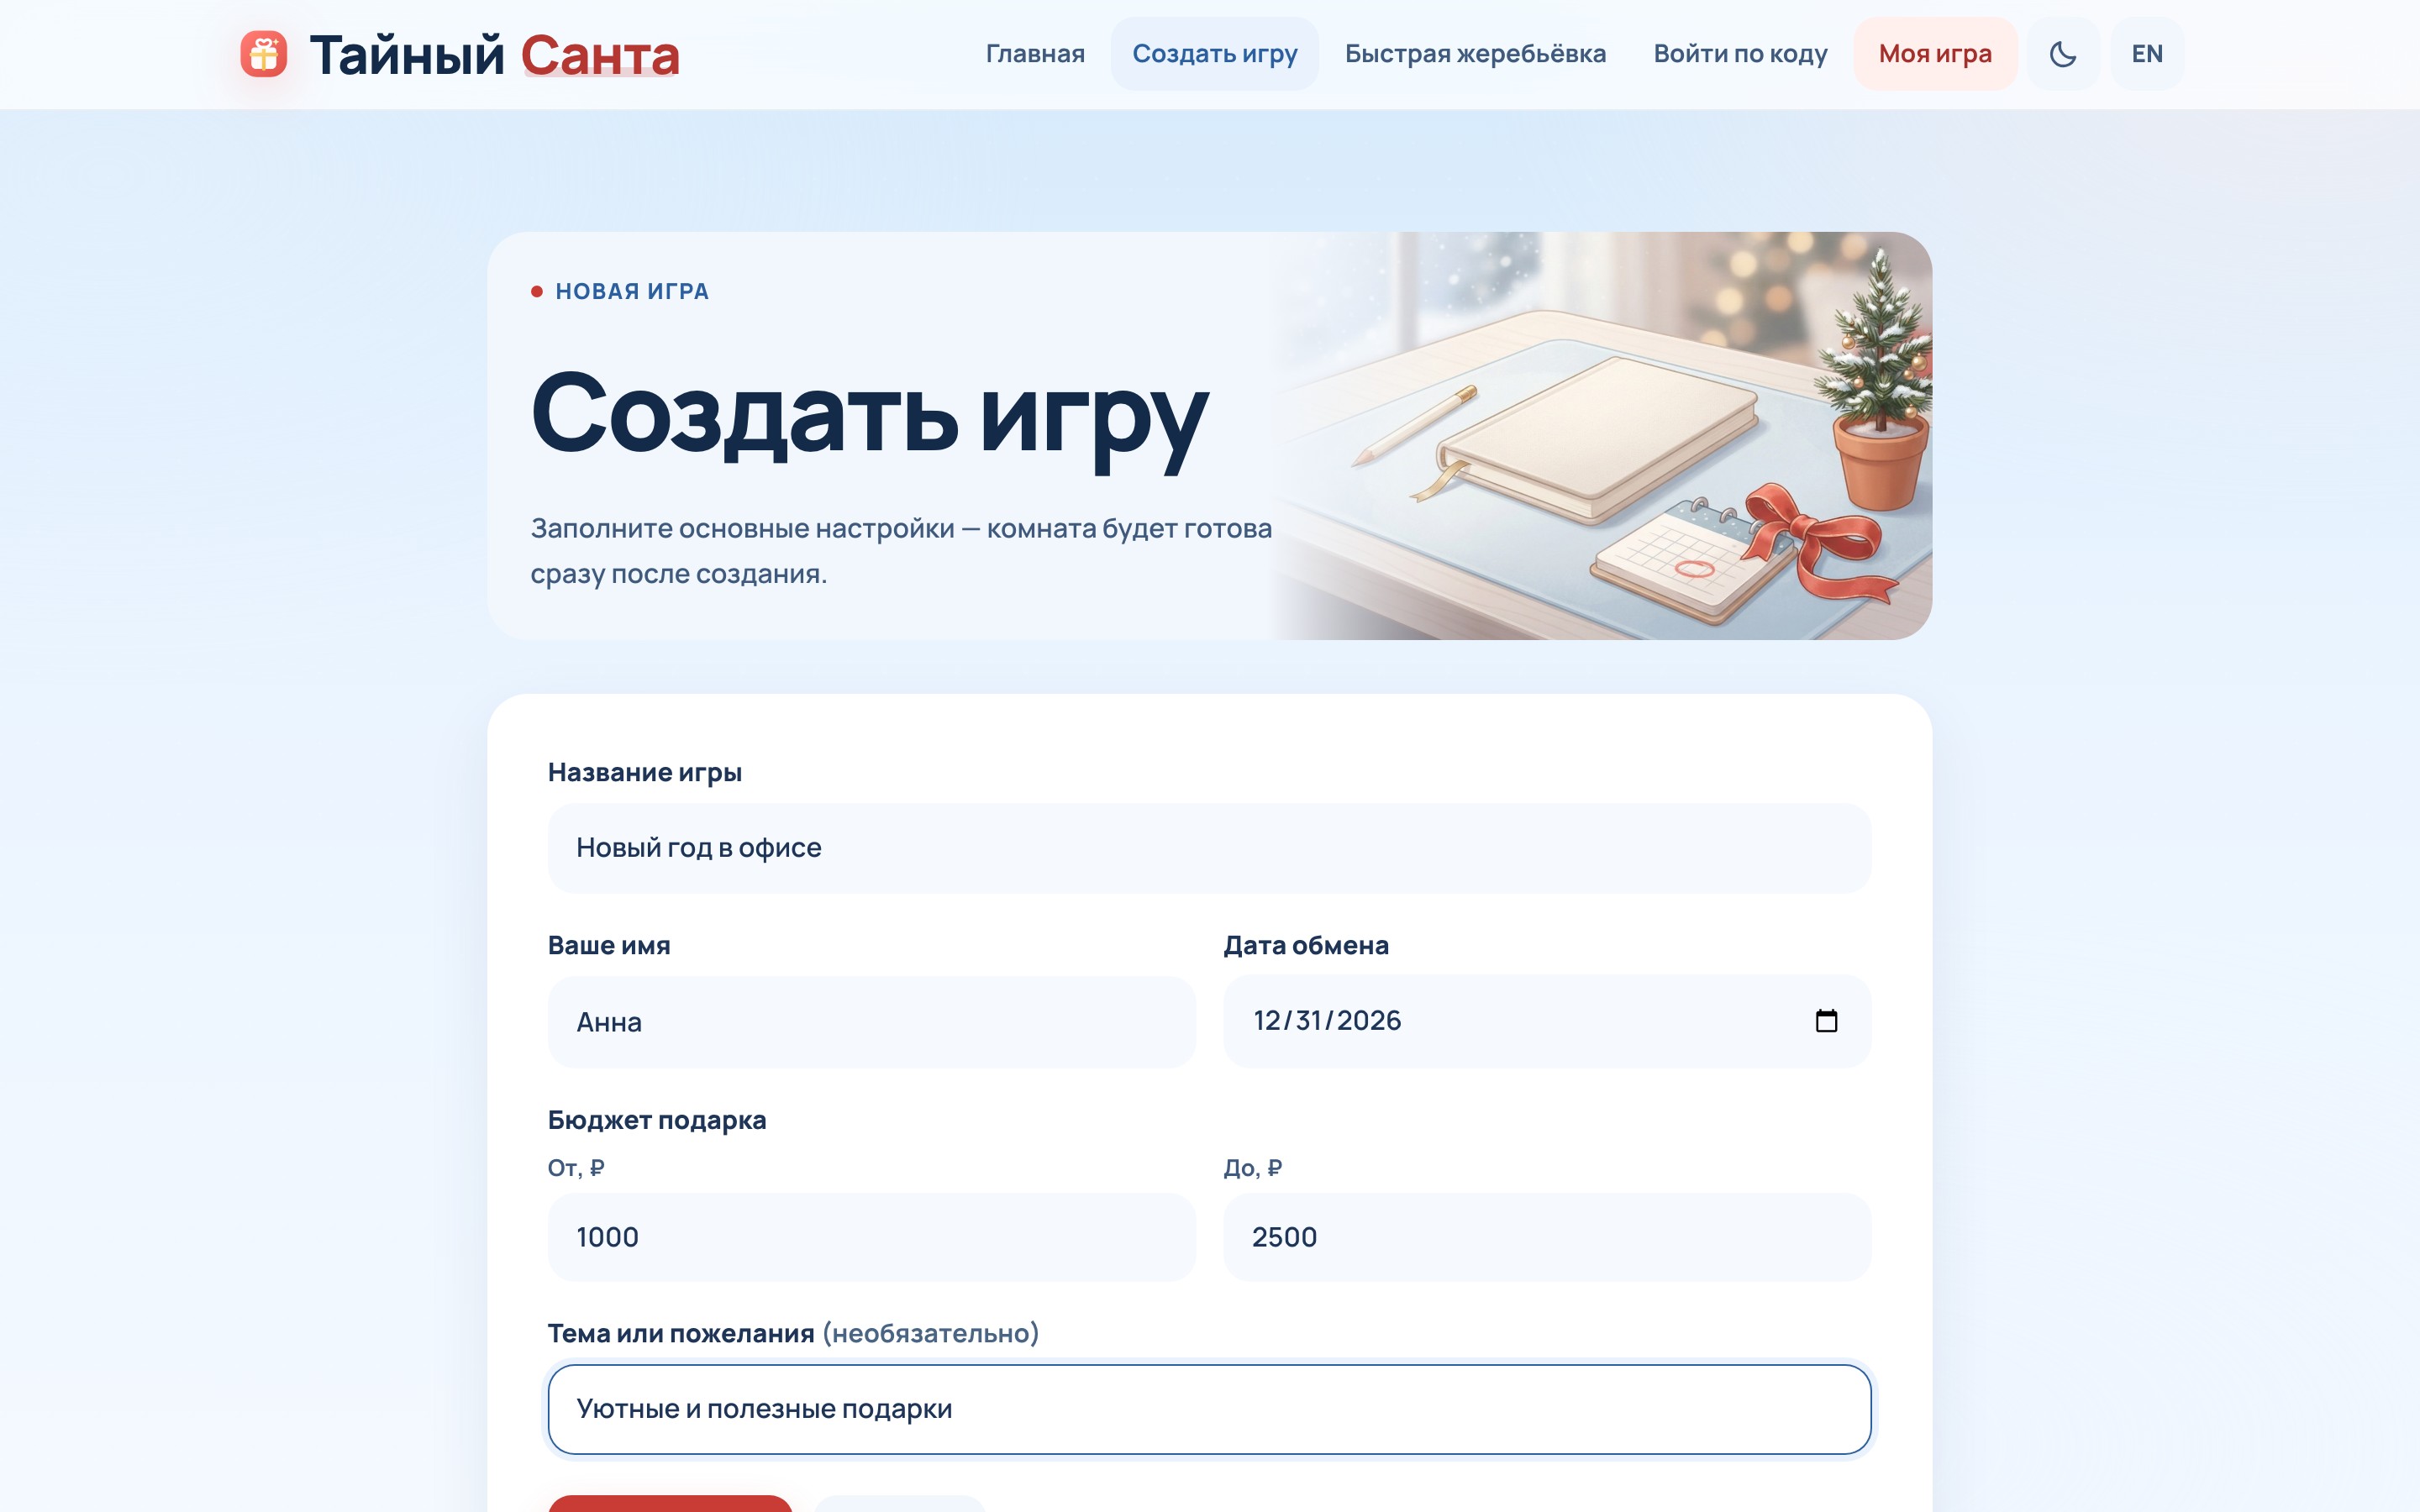 Тайный Санта
Главная
Создать игру
Быстрая жеребьёвка
Войти по коду
Моя игра
EN
НОВАЯ ИГРА
Создать игру
Заполните основные настройки — комната будет готова
сразу после создания.
Название игры
Новый год в офисе
Ваше имя
Дата обмена
Анна
12/31/2026
Бюджет подарка
От, ₽
До, ₽
1000
2500
Тема или пожелания (необязательно)
Уютные и полезные подарки